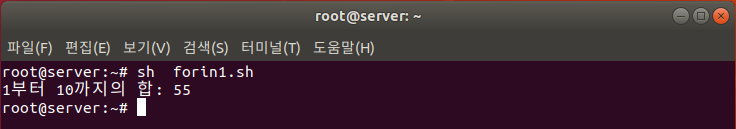 root@server: ~
파일(F) 편집(E) 보기(V) 검색(S) 터미널(T) 도움말(H)
root@server:~# sh  forin1.sh
1부터 10까지의 합: 55
root@server:~#